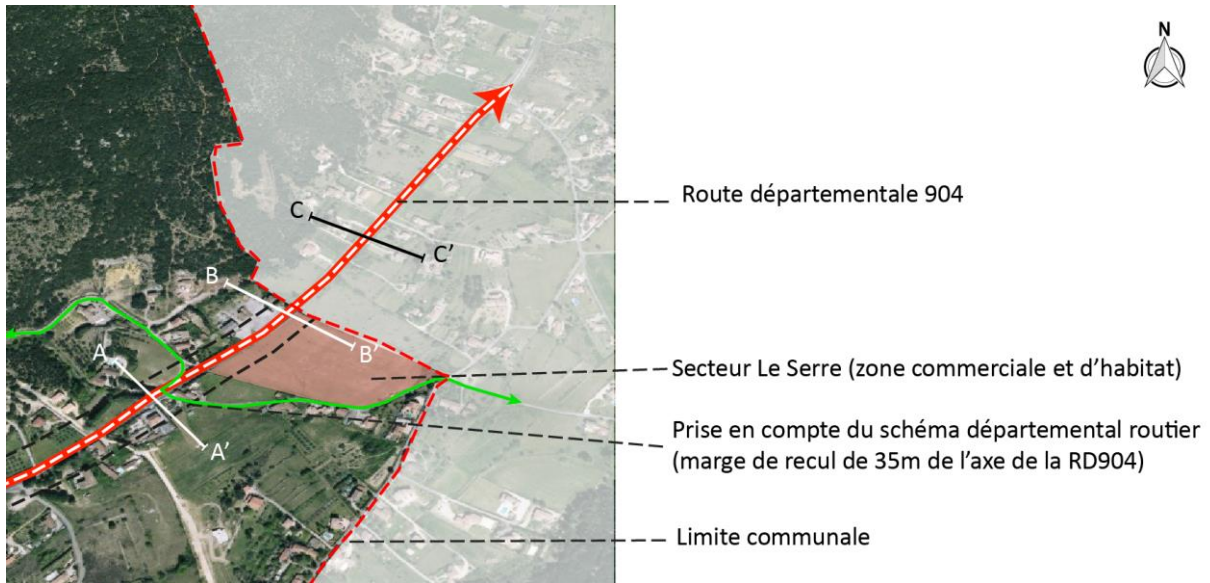 N
Route départementale 904
C
C'
B
B'
A
A'
Secteur Le Serre (zone commerciale et d'habitat)
Prise en compte du schéma départemental routier
(marge de recul de 35m de l'axe de la RD904)
Limite communale